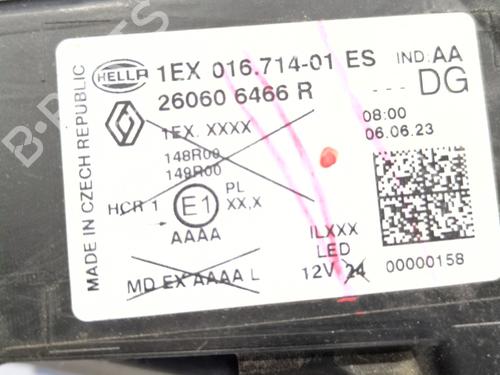 MADE IN CZECH REPUBLIC
HELLA 1EX 016.714-01 ES IND: AA
26060 6466 R --- DG
1EX. XXXX
08:00
06.06.23
148R00
149R00
HCR 1 E1 PL
XX,X
AAAA
ILXXX
LED
MD EX AAAA L 12V 24 00000158
B-PARTS